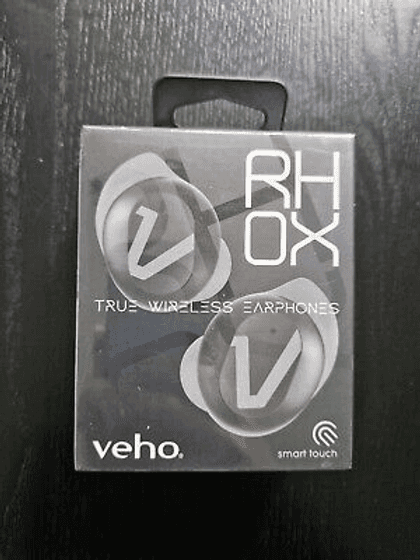 RH
OX
TRUE WIRELESS EARPHONES
V
V
veho.
smart touch